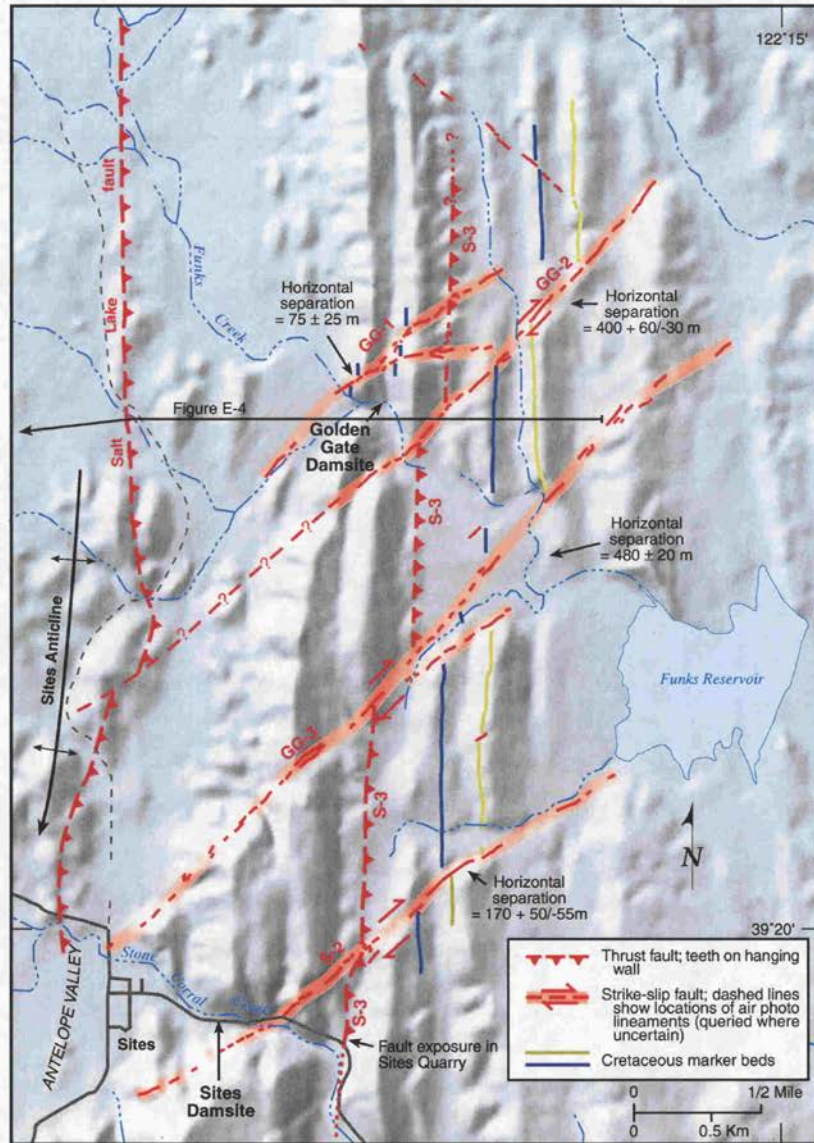 122°15'
fault
Lake
Salt
Funks
Creek
?
?
S-3
GG-2
Horizontal
separation
= 75 ± 25 m
GG-1
Horizontal
separation
= 400 + 60/-30 m
Figure E-4
Golden
Gate
Damsite
?
?
?
?
S-3
Horizontal
separation
= 480 ± 20 m
Sites Anticline
Funks Reservoir
GG-3
S-3
N
Horizontal
separation
= 170 + 50/-55m
39°20'
S-2
S-3
Stone
Corral
Creek
ANTELOPE VALLEY
Sites
Sites
Damsite
Fault exposure in
Sites Quarry
Thrust fault; teeth on hanging
wall
Strike-slip fault; dashed lines
show locations of air photo
lineaments (queried where
uncertain)
Cretaceous marker beds
0 1/2 Mile
0 0.5 Km